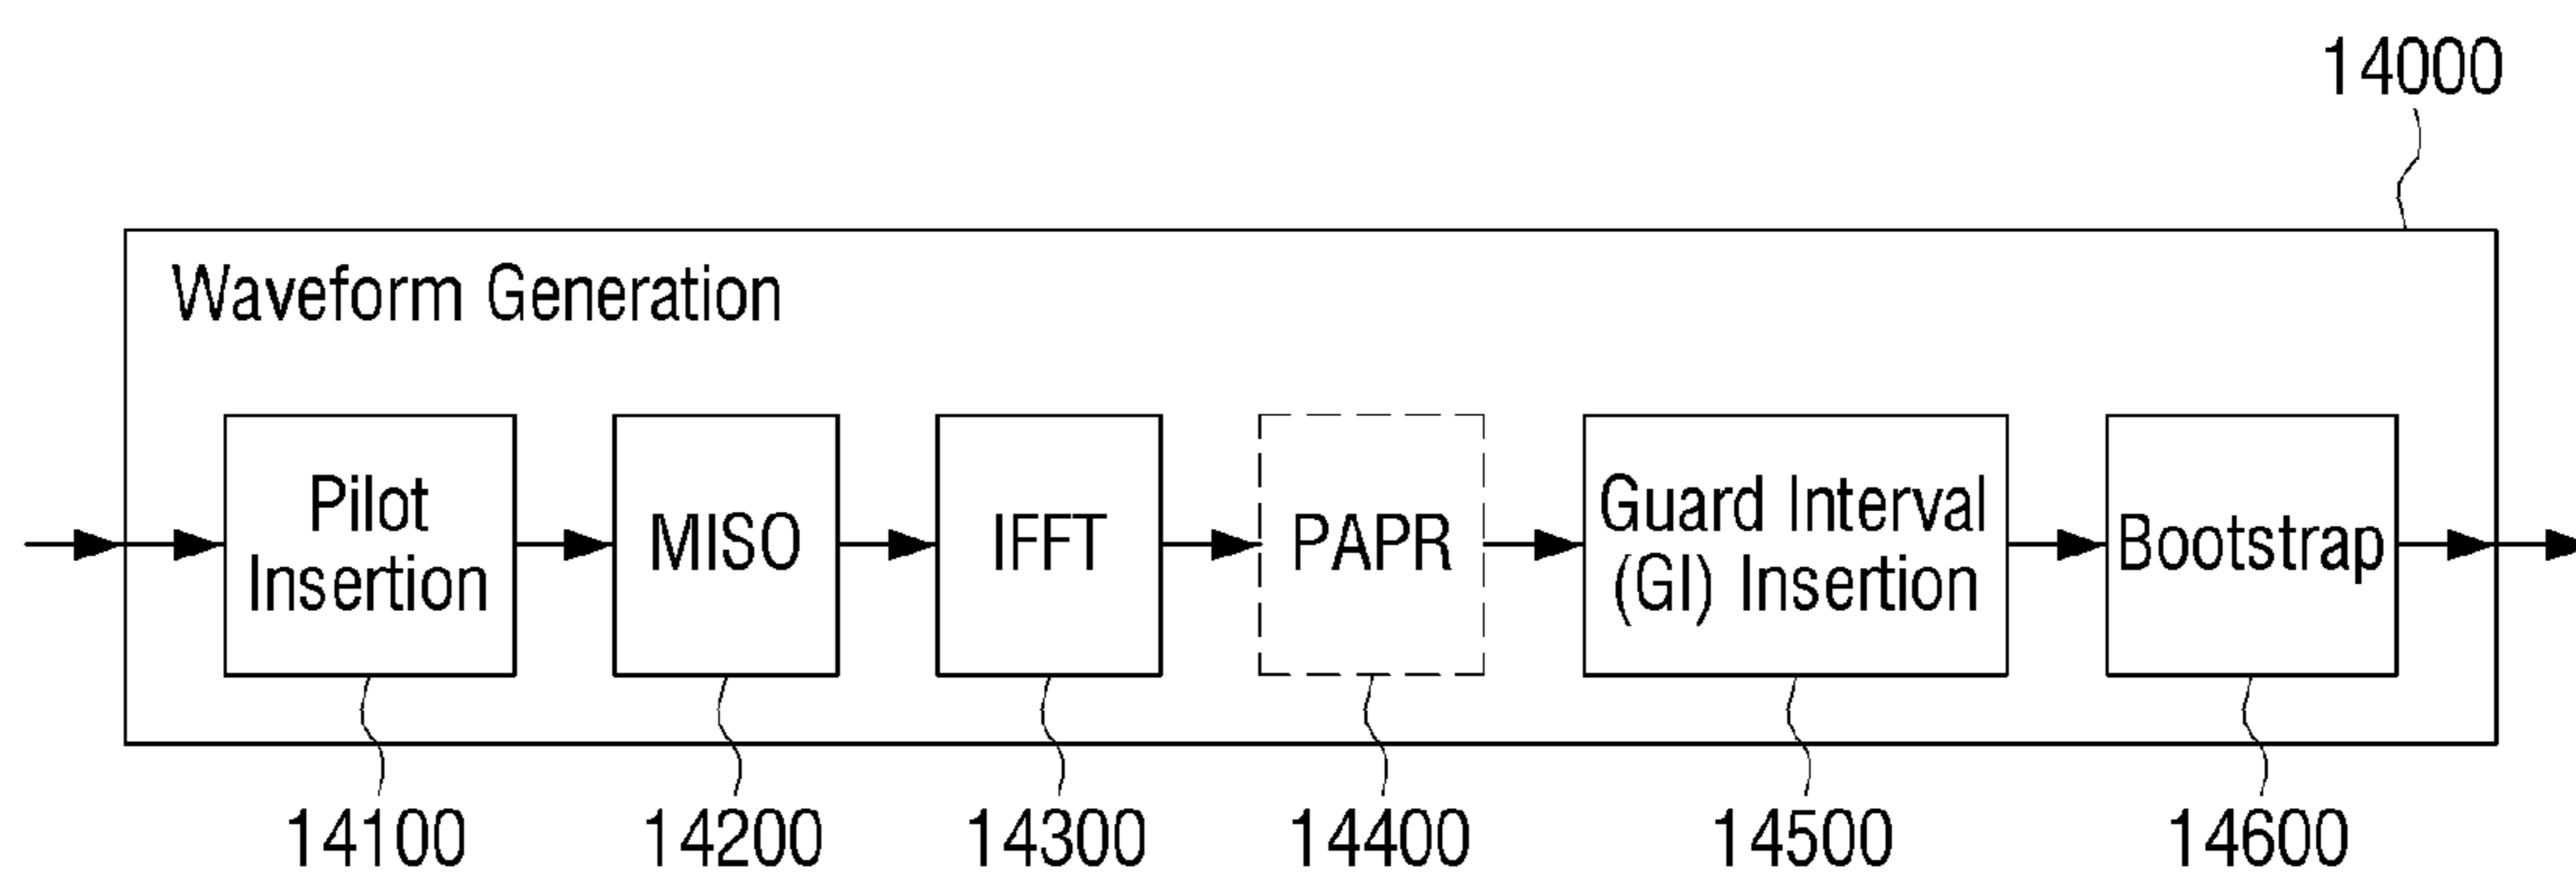 14000
Waveform Generation
Pilot
Insertion
MISO
IFFT
PAPR
Guard Interval
(GI) Insertion
Bootstrap
14100
14200
14300
14400
14500
14600